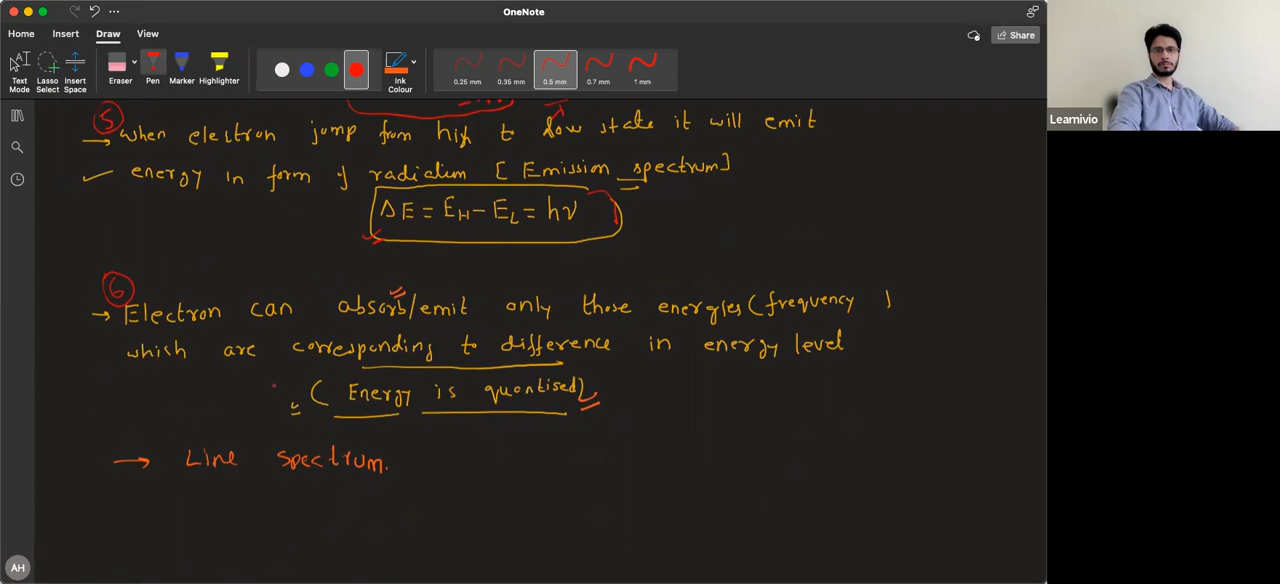 OneNote
Home Insert Draw View
Share
Text Mode
Lasso Select
Insert Space
Eraser
Pen
Marker
Highlighter
Ink Colour
0.25 mm
0.35 mm
0.5 mm
0.7 mm
1 mm
Learnivio
5
→ when electron jump from high to low state it will emit
energy in form of radiation [Emission spectrum]
ΔE = E_H - E_L = hν
6
→ Electron can absorb/emit only those energies (frequency )
which are corresponding to difference in energy level
( Energy is quantised)
→ Line spectrum.
AH